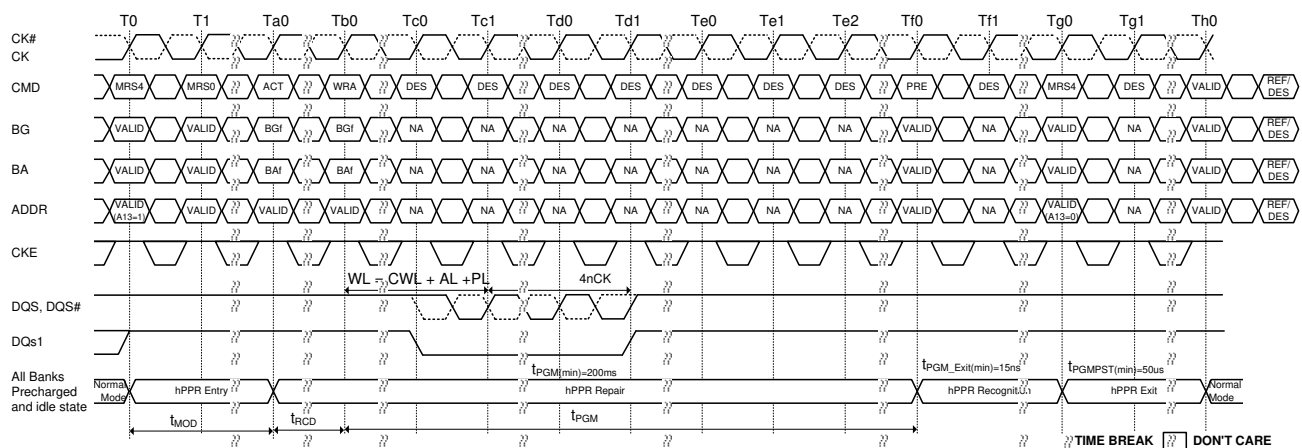 T0 T1 Ta0 Tb0 Tc0 Tc1 Td0 Td1 Te0 Te1 Te2 Tf0 Tf1 Tg0 Tg1 Th0
CK#
CK
CMD MRS4 MRS0 ACT WRA DES DES DES DES DES DES DES PRE DES MRS4 DES VALID REF/
DES
BG VALID VALID BGf BGf NA NA NA NA NA NA NA VALID NA VALID NA VALID REF/
DES
BA VALID VALID BAf BAf NA NA NA NA NA NA NA VALID NA VALID NA VALID REF/
DES
ADDR VALID (A13=1) VALID VALID VALID NA NA NA NA NA NA NA VALID NA VALID (A13=0) NA VALID REF/
DES
CKE
WL = CWL + AL +PL 4nCK
DQS, DQS#
DQs1
tPGM(min)=200ms tPGM_Exit(min)=15ns tPGMPST(min)=50us
All Banks
Precharged
and idle state
Normal
Mode
hPPR Entry hPPR Repair hPPR Recognition hPPR Exit
Normal
Mode
tMOD tRCD tPGM
TIME BREAK DON'T CARE